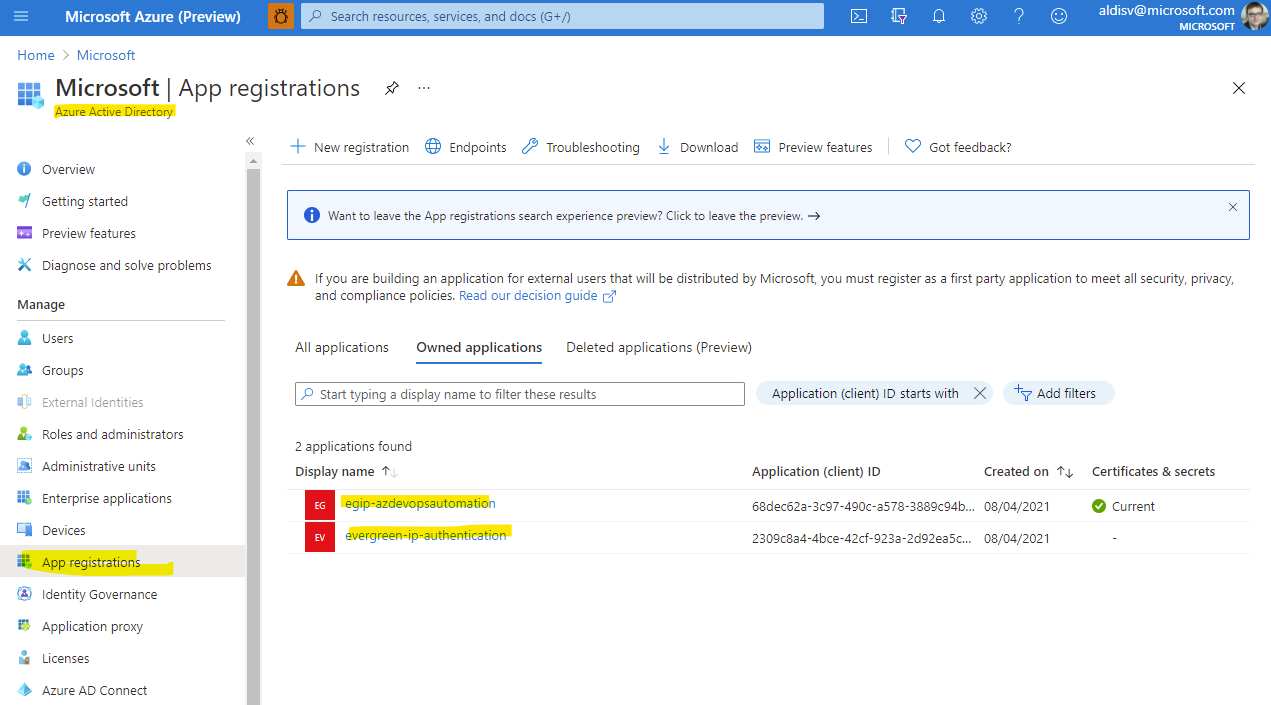 Microsoft Azure (Preview)
Search resources, services, and docs (G+/)
aldisv@microsoft.com
MICROSOFT
Home > Microsoft
Microsoft | App registrations
Azure Active Directory
Overview
Getting started
Preview features
Diagnose and solve problems
Manage
Users
Groups
External Identities
Roles and administrators
Administrative units
Enterprise applications
Devices
App registrations
Identity Governance
Application proxy
Licenses
Azure AD Connect
New registration Endpoints Troubleshooting Download Preview features Got feedback?
Want to leave the App registrations search experience preview? Click to leave the preview. →
If you are building an application for external users that will be distributed by Microsoft, you must register as a first party application to meet all security, privacy,
and compliance policies. Read our decision guide
All applications Owned applications Deleted applications (Preview)
Start typing a display name to filter these results
Application (client) ID starts with
Add filters
2 applications found
Display name Application (client) ID Created on Certificates & secrets
EG egip-azdevopsautomation 68dec62a-3c97-490c-a578-3889c94b... 08/04/2021 Current
EV evergreen-ip-authentication 2309c8a4-4bce-42cf-923a-2d92ea5c... 08/04/2021 -